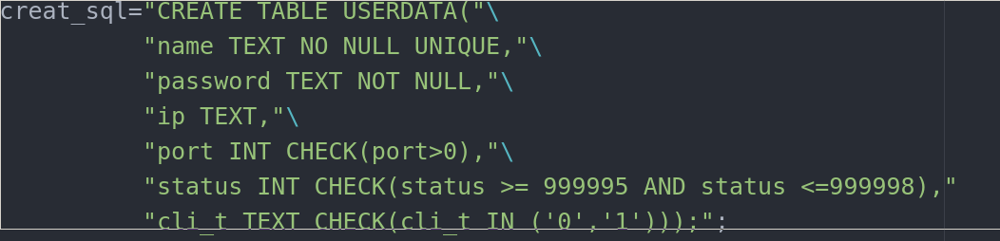 creat_sql="CREATE TABLE USERDATA("\
"name TEXT NO NULL UNIQUE,"\
"password TEXT NOT NULL,"\
"ip TEXT,"\
"port INT CHECK(port>0),"\
"status INT CHECK(status >= 999995 AND status <=999998),"
"cli_t TEXT CHECK(cli_t IN ('0','1')));";